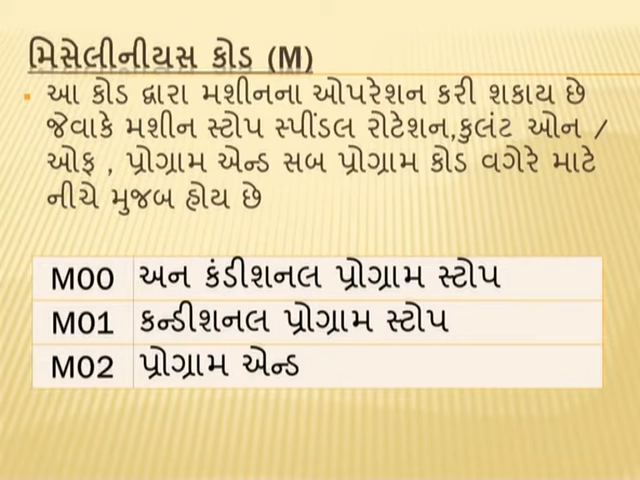 મિસેલીનીયસ કોડ (M)
આ કોડ દ્વારા મશીનના ઓપરેશન કરી શકાય છે
જેવાકે મશીન સ્ટોપ સ્પીંડલ રોટેશન,કુલંટ ઓન /
ઓફ , પ્રોગ્રામ એન્ડ સબ પ્રોગ્રામ કોડ વગેરે માટે
નીચે મુજબ હોય છે
M00 અન કંડીશનલ પ્રોગ્રામ સ્ટોપ
M01 કન્ડીશનલ પ્રોગ્રામ સ્ટોપ
M02 પ્રોગ્રામ એન્ડ